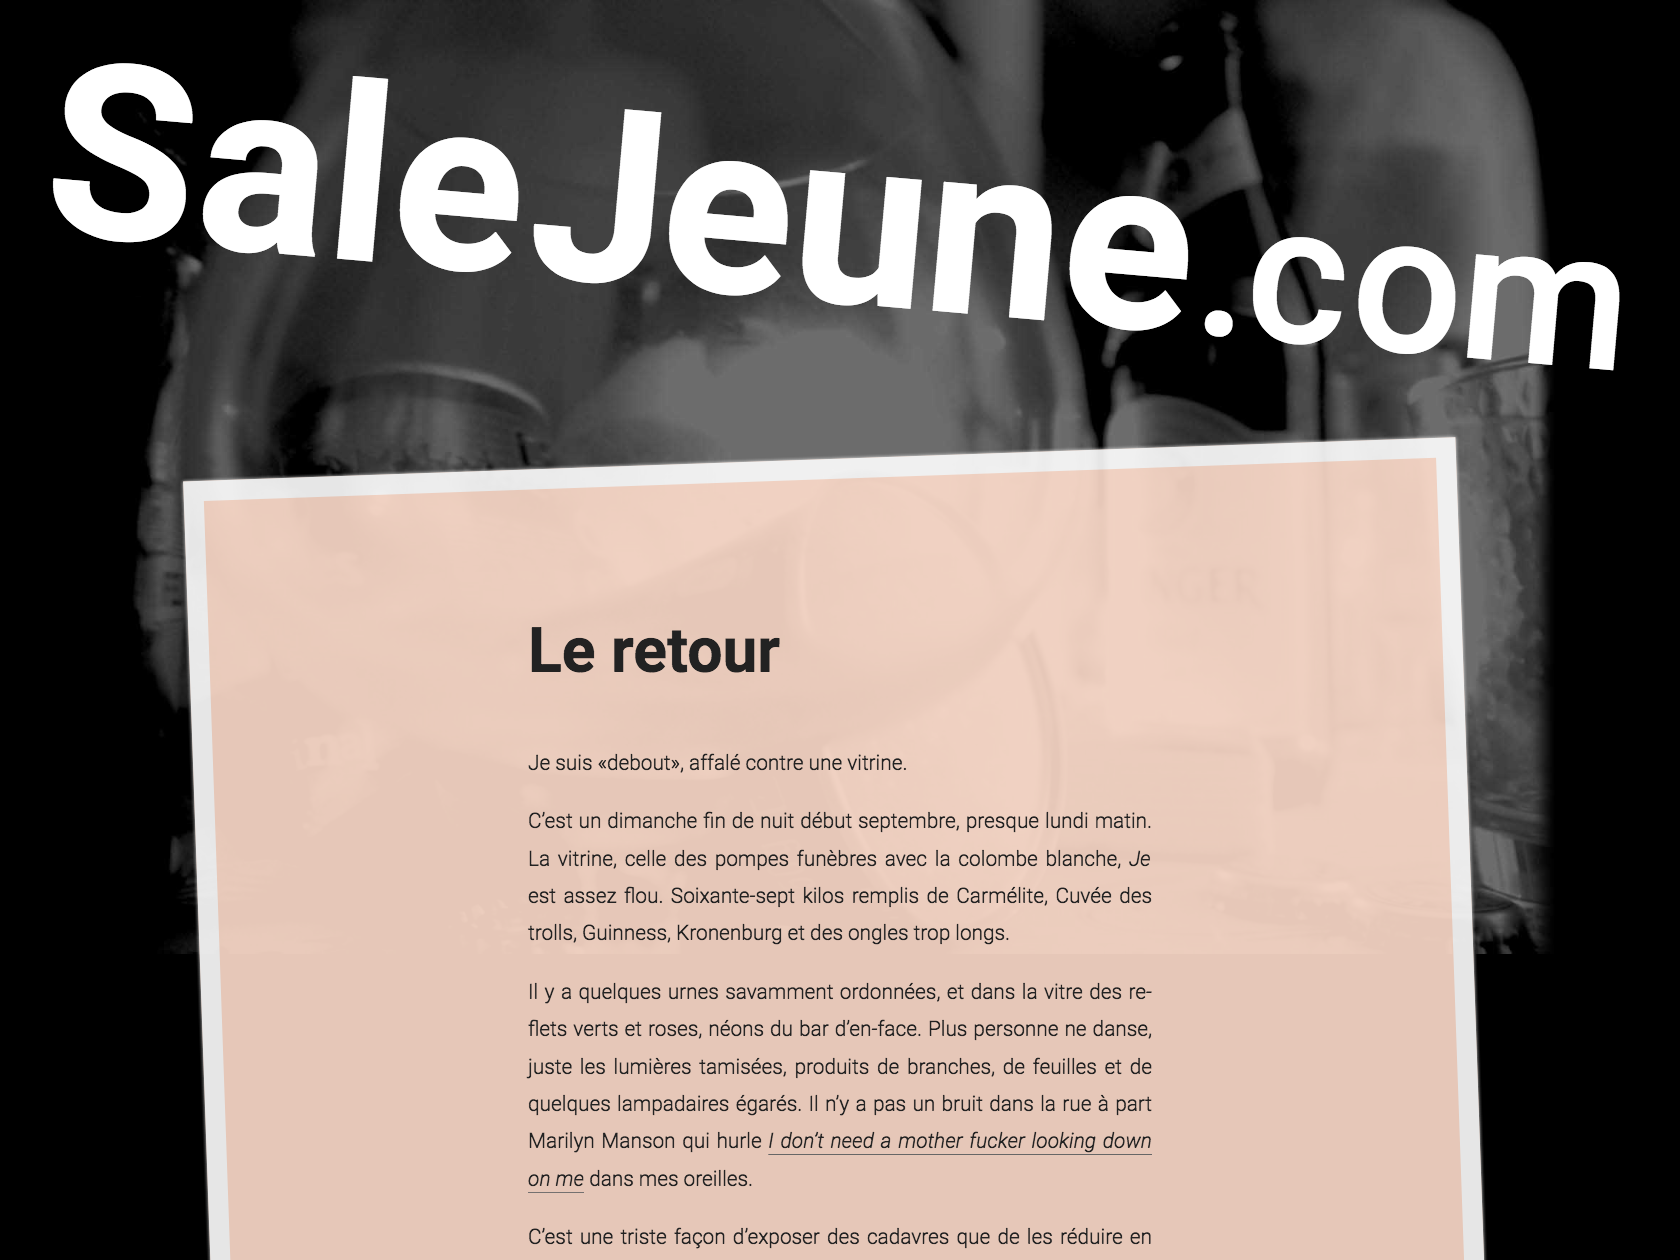 SaleJeune.com
NGER
Le retour
Je suis «debout», affalé contre une vitrine.
C’est un dimanche fin de nuit début septembre, presque lundi matin.
La vitrine, celle des pompes funèbres avec la colombe blanche, Je
est assez flou. Soixante-sept kilos remplis de Carmélite, Cuvée des
trolls, Guinness, Kronenburg et des ongles trop longs.
Il y a quelques urnes savamment ordonnées, et dans la vitre des re-
flets verts et roses, néons du bar d’en-face. Plus personne ne danse,
juste les lumières tamisées, produits de branches, de feuilles et de
quelques lampadaires égarés. Il n’y a pas un bruit dans la rue à part
Marilyn Manson qui hurle I don’t need a mother fucker looking down
on me dans mes oreilles.
C’est une triste façon d’exposer des cadavres que de les réduire en